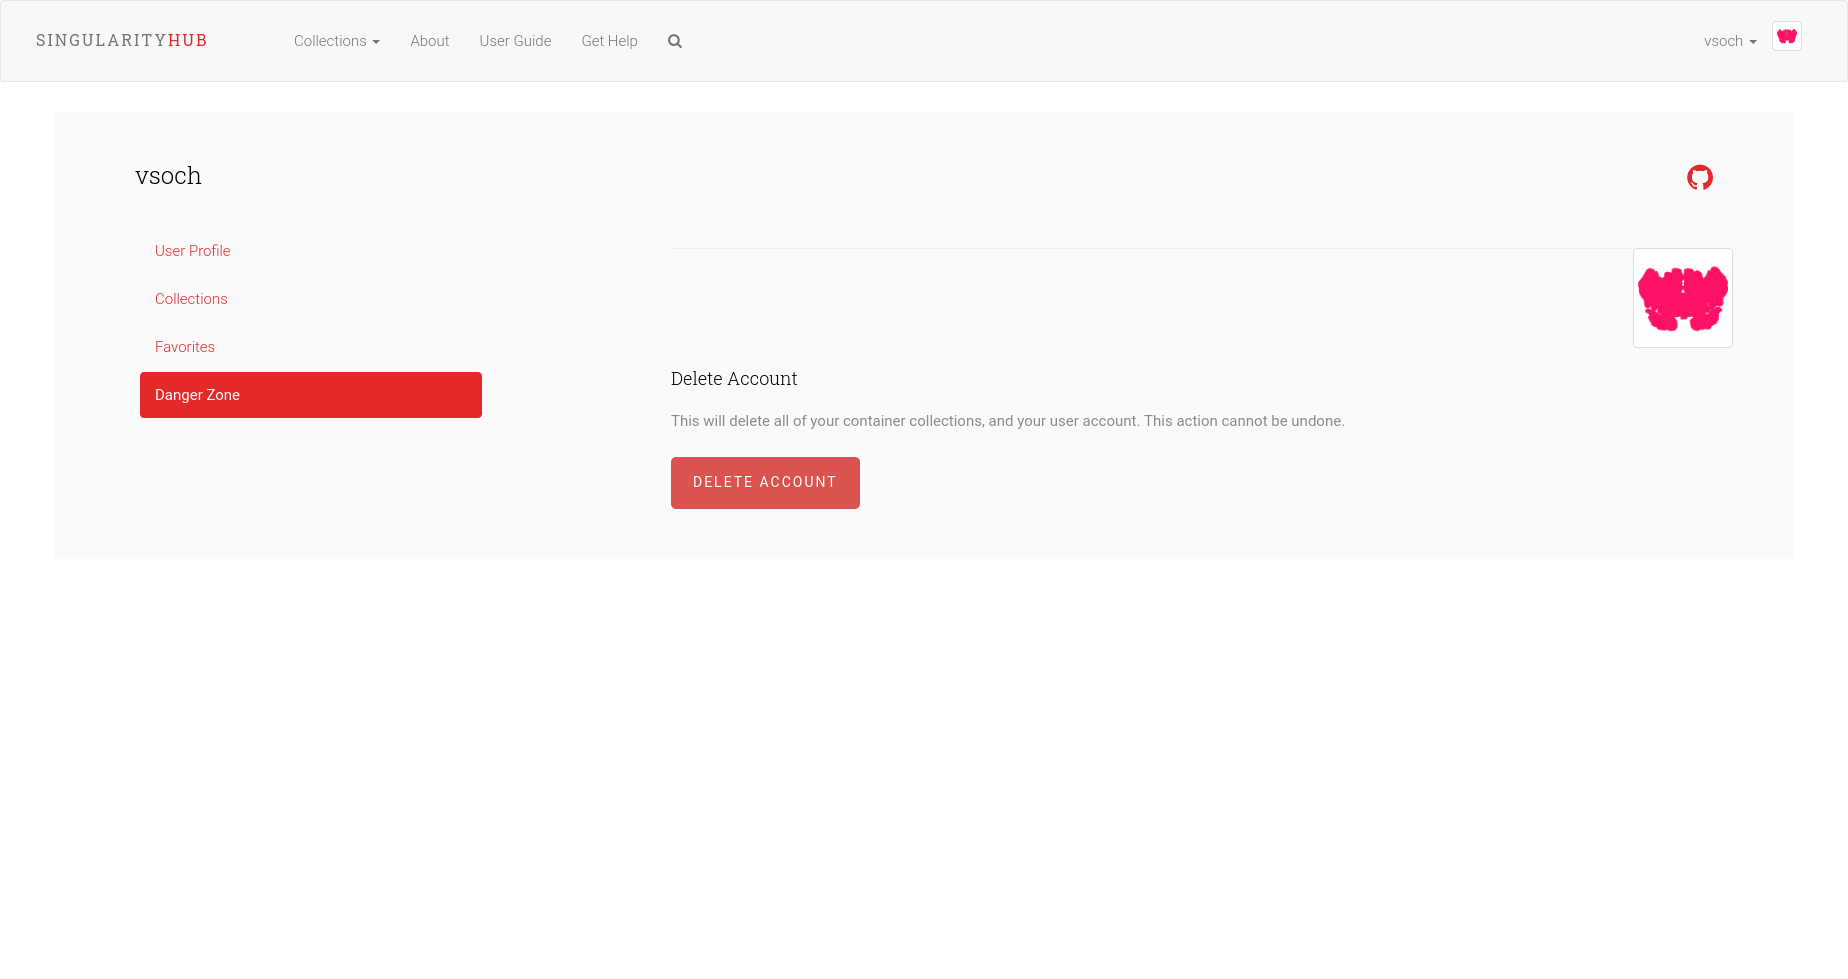 SINGULARITYHUB
Collections
About
User Guide
Get Help
vsoch
vsoch
User Profile
Collections
Favorites
Danger Zone
Delete Account
This will delete all of your container collections, and your user account. This action cannot be undone.
DELETE ACCOUNT